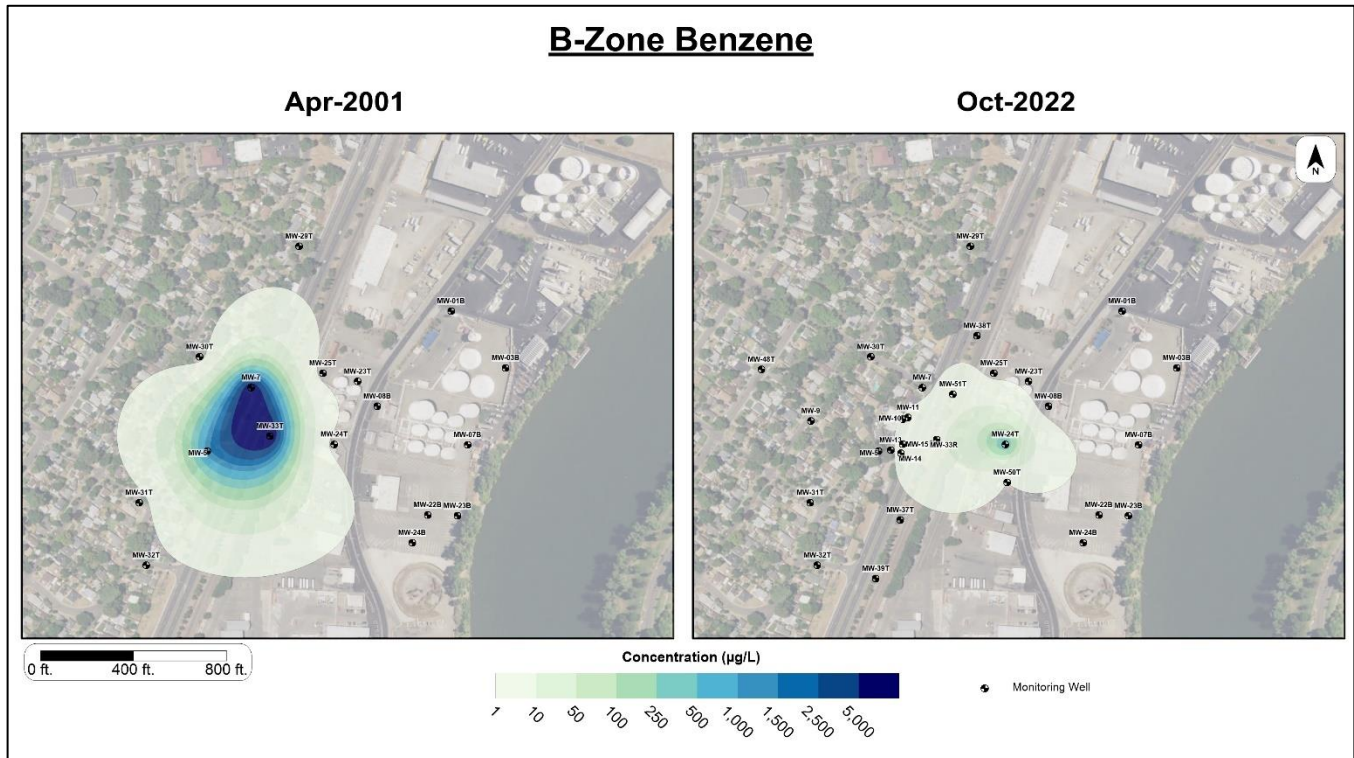 B-Zone Benzene
Apr-2001
MW-29T
MW-01B
MW-30T
MW-25T
MW-23T
MW-03B
MW-7
MW-08B
MW-33T
MW-24T
MW-07B
MW-31T
MW-22B
MW-23B
MW-24B
MW-32T
Oct-2022
N
MW-29T
MW-01B
MW-38T
MW-30T
MW-48T
MW-25T
MW-23T
MW-03B
MW-7
MW-51T
MW-08B
MW-11
MW-10
MW-9
MW-13
MW-15
MW-33R
MW-24T
MW-07B
MW-14
MW-50T
MW-31T
MW-37T
MW-22B
MW-23B
MW-24B
MW-32T
MW-39T
0 ft.
400 ft.
800 ft.
Concentration (µg/L)
1
10
50
100
250
500
1,000
1,500
2,500
5,000
Monitoring Well